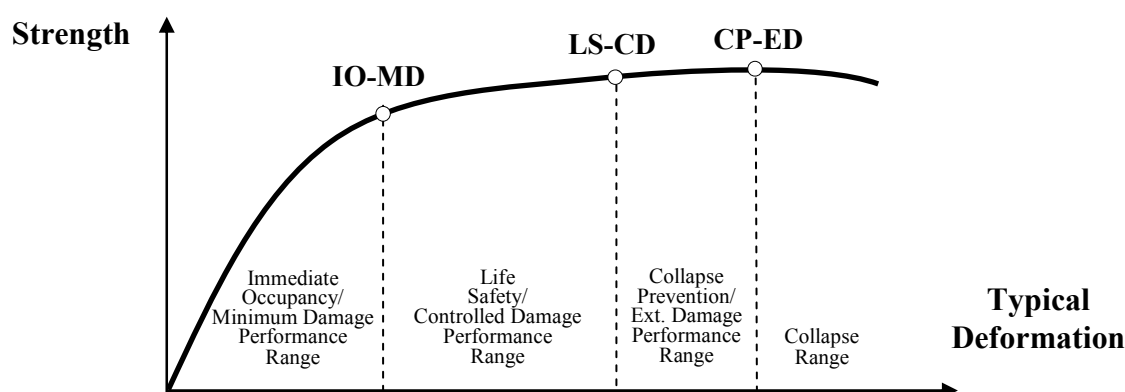 Strength
IO-MD
LS-CD
CP-ED
Immediate
Occupancy/
Minimum Damage
Performance
Range
Life
Safety/
Controlled Damage
Performance
Range
Collapse
Prevention/
Ext. Damage
Performance
Range
Collapse
Range
Typical
Deformation